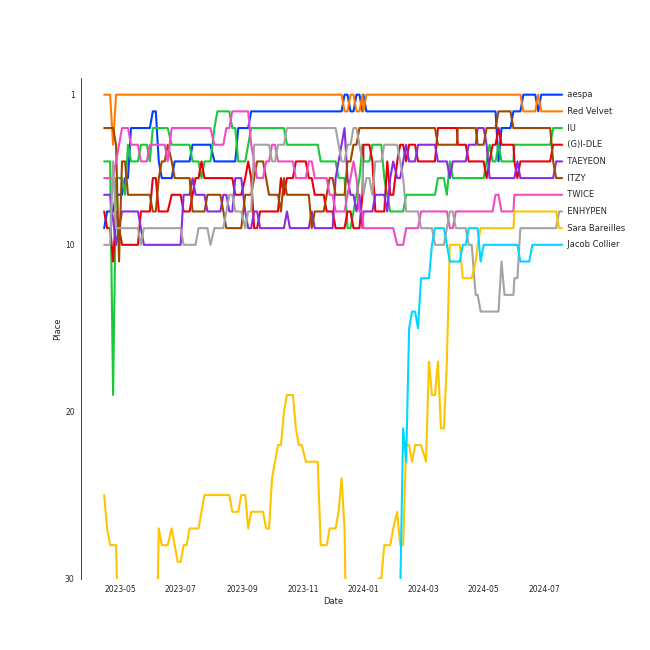 1
10
20
30
Place
2023-05
2023-07
2023-09
2023-11
2024-01
2024-03
2024-05
2024-07
Date
aespa
Red Velvet
IU
(G)I-DLE
TAEYEON
ITZY
TWICE
ENHYPEN
Sara Bareilles
Jacob Collier